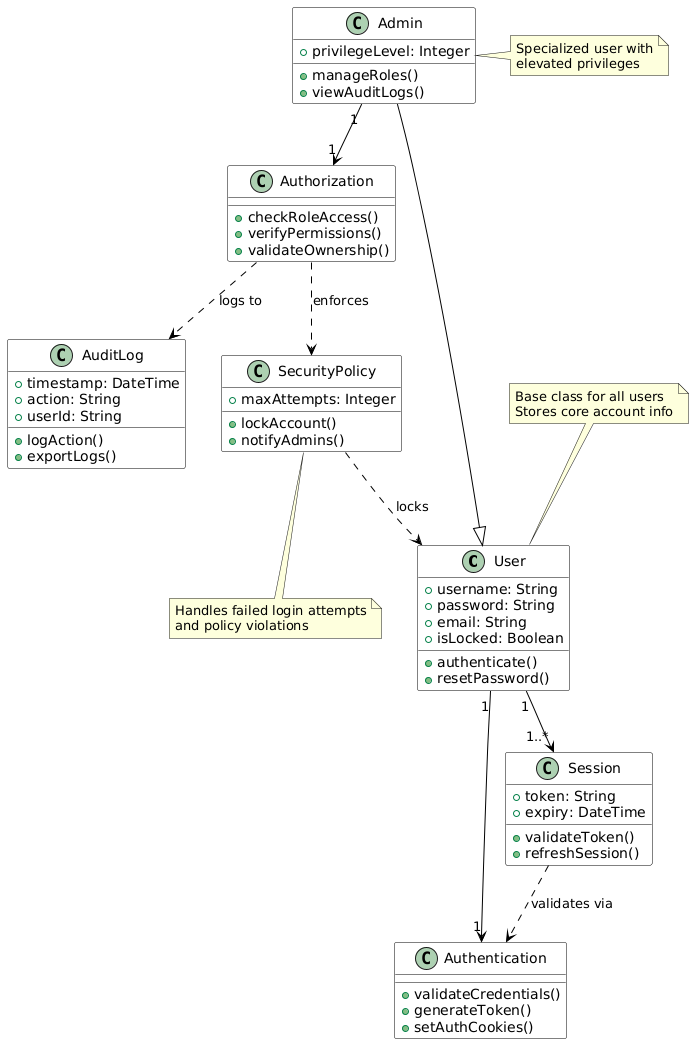 C Admin
privilegeLevel: Integer
manageRoles()
viewAuditLogs()
Specialized user with
elevated privileges
1
1
C Authorization
checkRoleAccess()
verifyPermissions()
validateOwnership()
logs to
enforces
C AuditLog
timestamp: DateTime
action: String
userId: String
logAction()
exportLogs()
C SecurityPolicy
maxAttempts: Integer
lockAccount()
notifyAdmins()
Base class for all users
Stores core account info
locks
Handles failed login attempts
and policy violations
C User
username: String
password: String
email: String
isLocked: Boolean
authenticate()
resetPassword()
1
1
1..*
C Session
token: String
expiry: DateTime
validateToken()
refreshSession()
validates via
1
C Authentication
validateCredentials()
generateToken()
setAuthCookies()